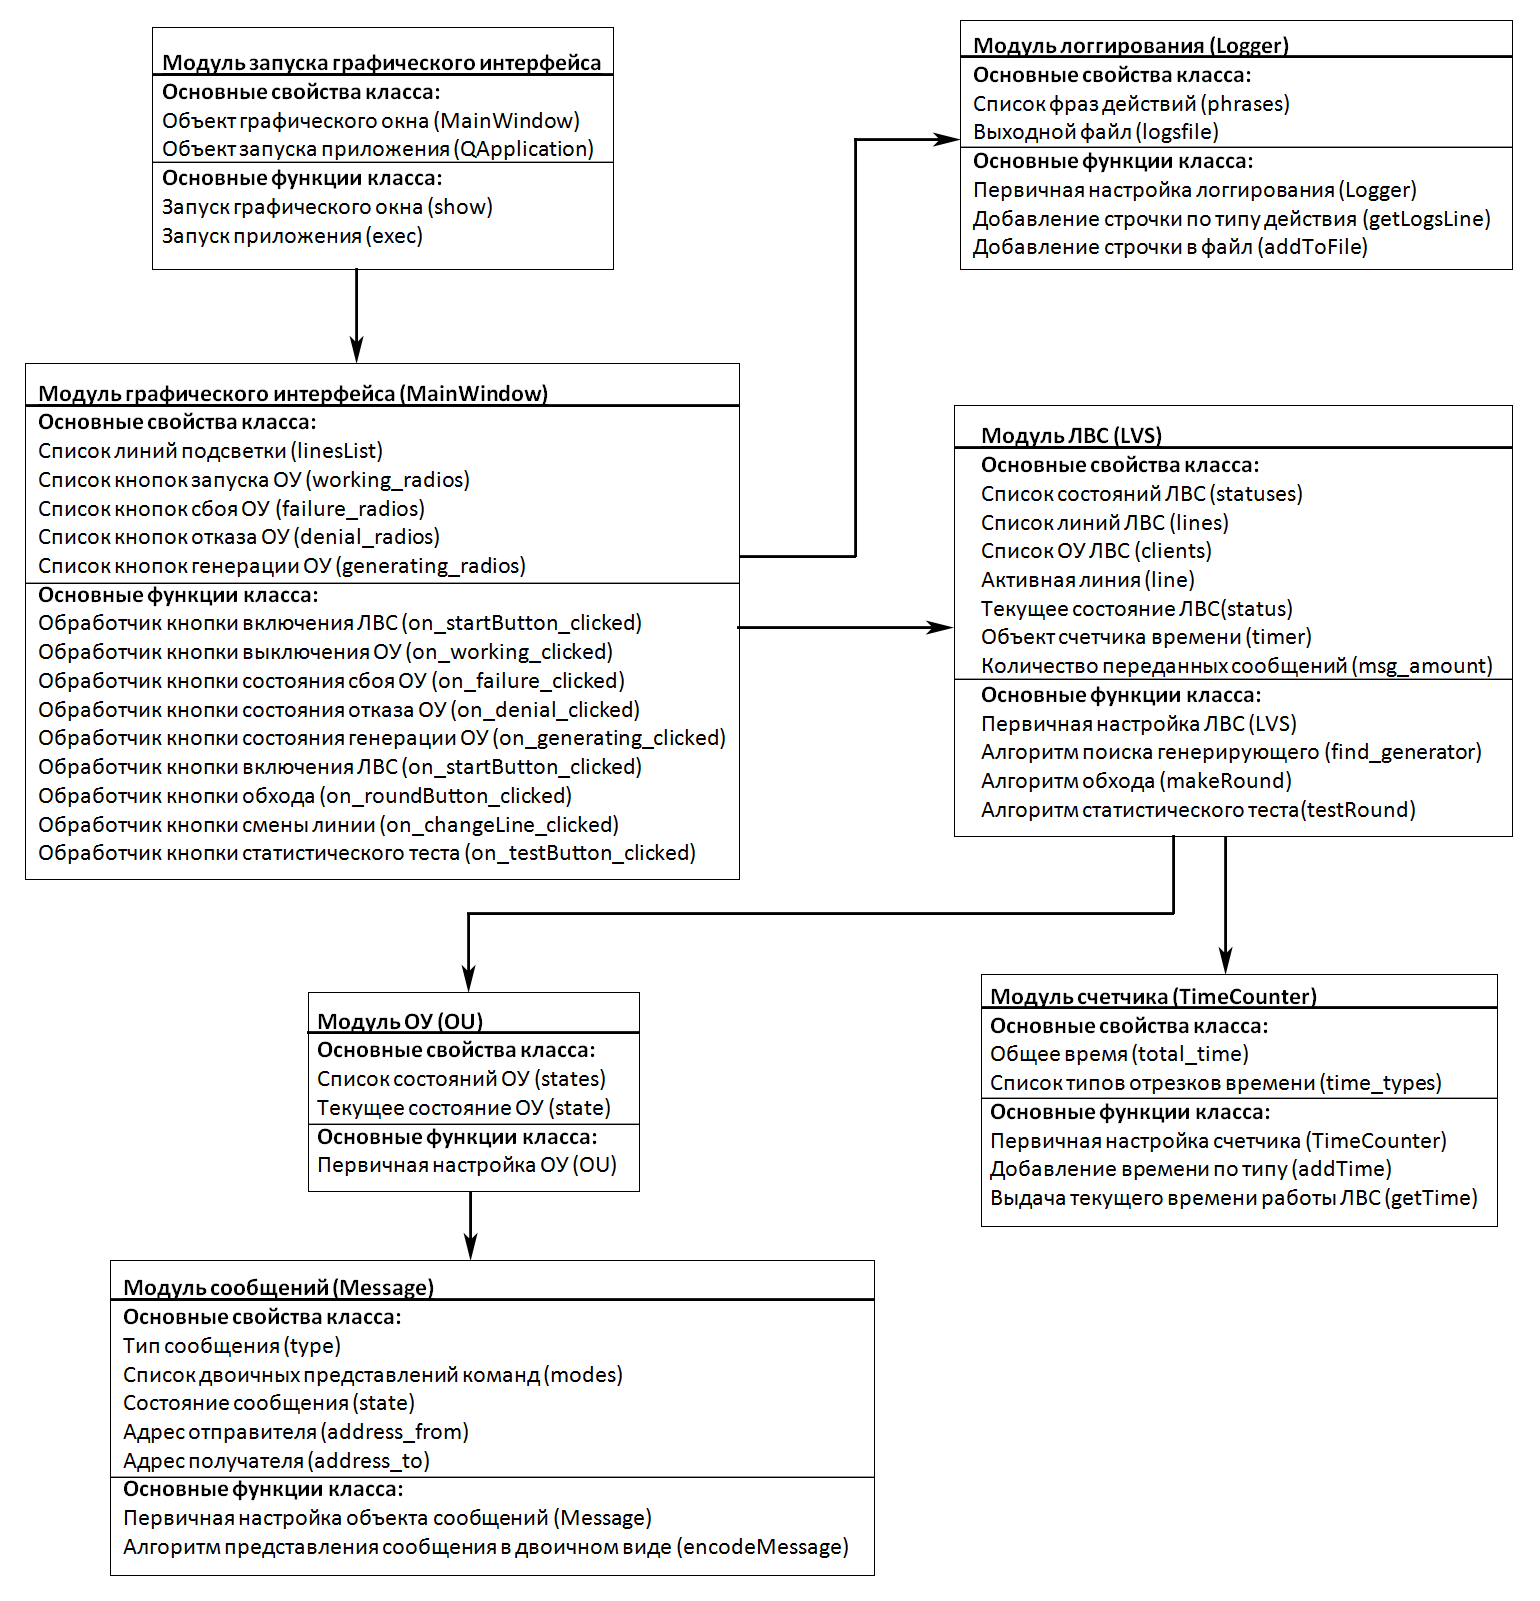 Модуль запуска графического интерфейса
Основные свойства класса:
Объект графического окна (MainWindow)
Объект запуска приложения (QApplication)
Основные функции класса:
Запуск графического окна (show)
Запуск приложения (exec)
Модуль логгирования (Logger)
Основные свойства класса:
Список фраз действий (phrases)
Выходной файл (logsfile)
Основные функции класса:
Первичная настройка логгирования (Logger)
Добавление строчки по типу действия (getLogsLine)
Добавление строчки в файл (addToFile)
Модуль графического интерфейса (MainWindow)
Основные свойства класса:
Список линий подсветки (linesList)
Список кнопок запуска ОУ (working_radios)
Список кнопок сбоя ОУ (failure_radios)
Список кнопок отказа ОУ (denial_radios)
Список кнопок генерации ОУ (generating_radios)
Основные функции класса:
Обработчик кнопки включения ЛВС (on_startButton_clicked)
Обработчик кнопки выключения ОУ (on_working_clicked)
Обработчик кнопки состояния сбоя ОУ (on_failure_clicked)
Обработчик кнопки состояния отказа ОУ (on_denial_clicked)
Обработчик кнопки состояния генерации ОУ (on_generating_clicked)
Обработчик кнопки включения ЛВС (on_startButton_clicked)
Обработчик кнопки обхода (on_roundButton_clicked)
Обработчик кнопки смены линии (on_changeLine_clicked)
Обработчик кнопки статистического теста (on_testButton_clicked)
Модуль ЛВС (LVS)
Основные свойства класса:
Список состояний ЛВС (statuses)
Список линий ЛВС (lines)
Список ОУ ЛВС (clients)
Активная линия (line)
Текущее состояние ЛВС(status)
Объект счетчика времени (timer)
Количество переданных сообщений (msg_amount)
Основные функции класса:
Первичная настройка ЛВС (LVS)
Алгоритм поиска генерирующего (find_generator)
Алгоритм обхода (makeRound)
Алгоритм статистического теста(testRound)
Модуль ОУ (OU)
Основные свойства класса:
Список состояний ОУ (states)
Текущее состояние ОУ (state)
Основные функции класса:
Первичная настройка ОУ (OU)
Модуль счетчика (TimeCounter)
Основные свойства класса:
Общее время (total_time)
Список типов отрезков времени (time_types)
Основные функции класса:
Первичная настройка счетчика (TimeCounter)
Добавление времени по типу (addTime)
Выдача текущего времени работы ЛВС (getTime)
Модуль сообщений (Message)
Основные свойства класса:
Тип сообщения (type)
Список двоичных представлений команд (modes)
Состояние сообщения (state)
Адрес отправителя (address_from)
Адрес получателя (address_to)
Основные функции класса:
Первичная настройка объекта сообщений (Message)
Алгоритм представления сообщения в двоичном виде (encodeMessage)